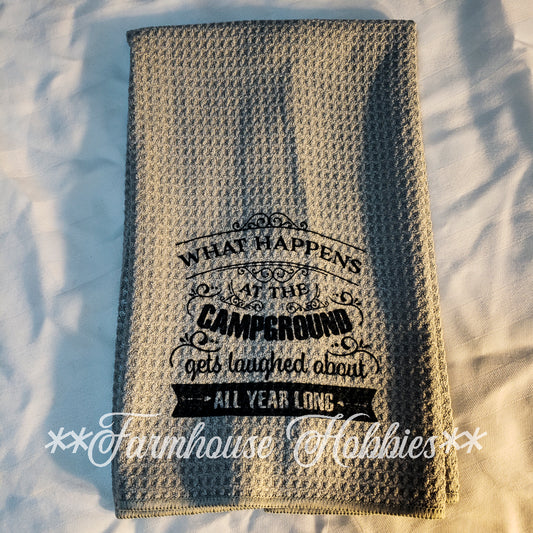 WHAT HAPPENS
AT THE
CAMPGROUND
gets laughed about
ALL YEAR LONG
**Farmhouse Hobbies**